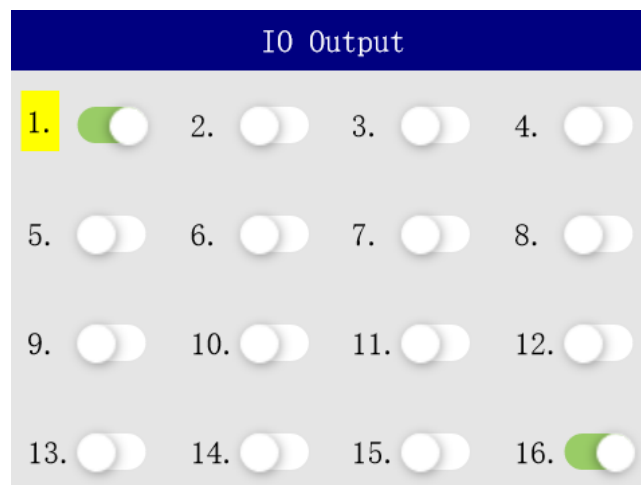 IO Output
1. 2. 3. 4.
5. 6. 7. 8.
9. 10. 11. 12.
13. 14. 15. 16.